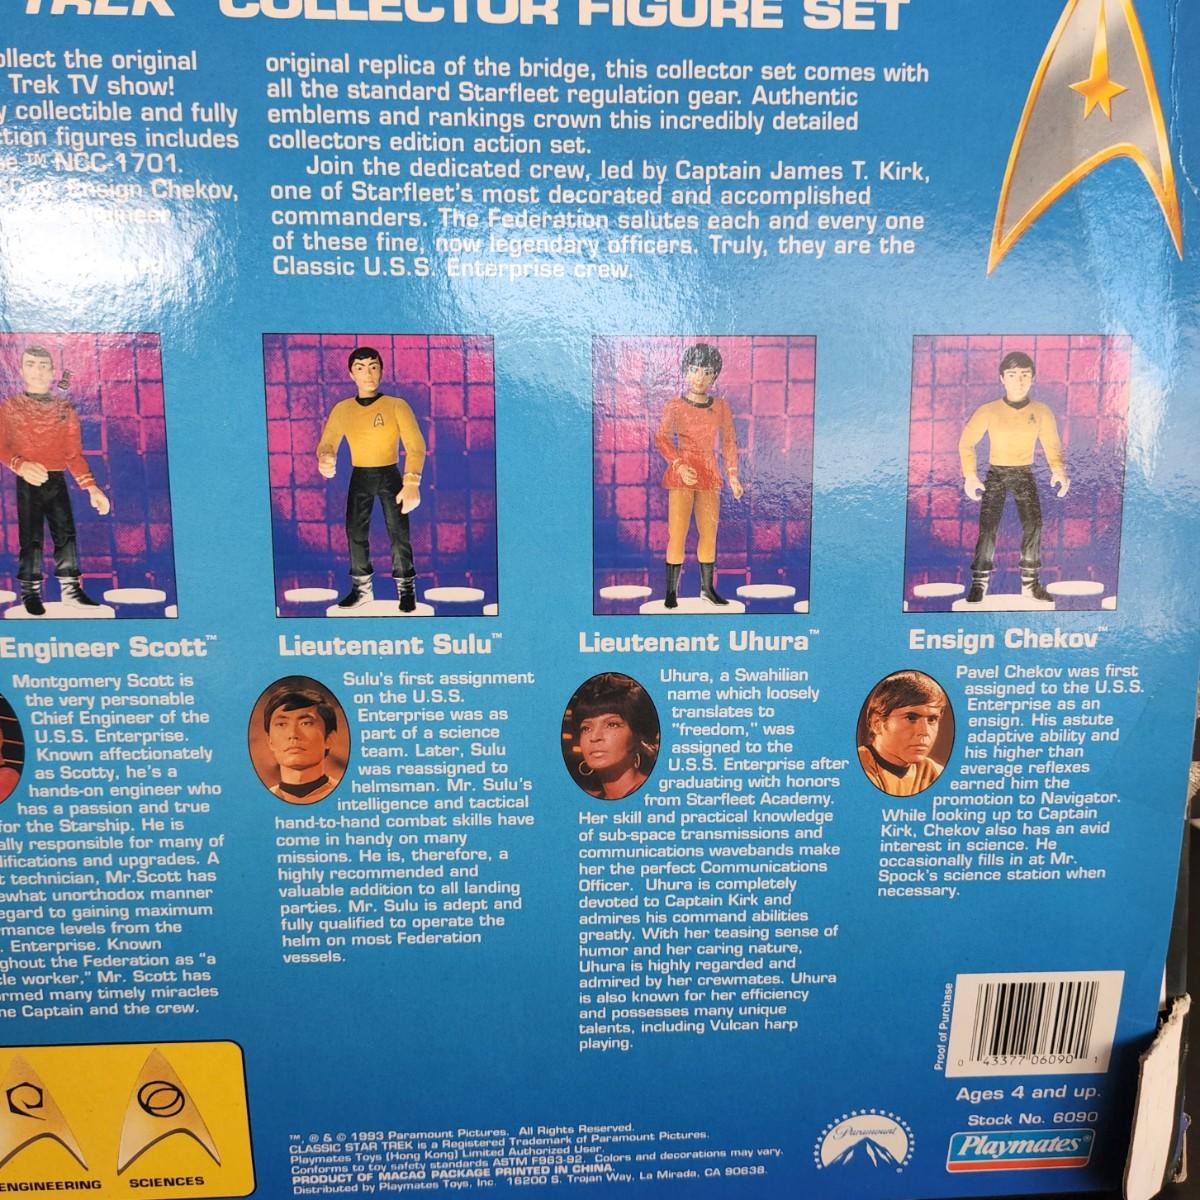 TREK COLLECTOR FIGURE SET
ollect the original
Trek TV show!
y collectible and fully
ction figures includes
se ™ NCC-1701.
Coy, Ensign Chekov,
original replica of the bridge, this collector set comes with
all the standard Starfleet regulation gear. Authentic
emblems and rankings crown this incredibly detailed
collectors edition action set.
Join the dedicated crew, led by Captain James T. Kirk,
one of Starfleet's most decorated and accomplished
commanders. The Federation salutes each and every one
of these fine, now legendary officers. Truly, they are the
Classic U.S.S. Enterprise crew.
Engineer Scott™
Montgomery Scott is
the very personable
Chief Engineer of the
U.S.S. Enterprise.
Known affectionately
as Scotty, he's a
hands-on engineer who
has a passion and true
for the Starship. He is
ally responsible for many of
lifications and upgrades. A
t technician, Mr.Scott has
ewhat unorthodox manner
egard to gaining maximum
rmance levels from the
. Enterprise. Known
ghout the Federation as "a
cle worker," Mr. Scott has
ormed many timely miracles
he Captain and the crew.
Lieutenant Sulu™
Sulu's first assignment
on the U.S.S.
Enterprise was as
part of a science
team. Later, Sulu
was reassigned to
helmsman. Mr. Sulu's
intelligence and tactical
hand-to-hand combat skills have
come in handy on many
missions. He is, therefore, a
highly recommended and
valuable addition to all landing
parties. Mr. Sulu is adept and
fully qualified to operate the
helm on most Federation
vessels.
Lieutenant Uhura™
Uhura, a Swahilian
name which loosely
translates to
"freedom," was
assigned to the
U.S.S. Enterprise after
graduating with honors
from Starfleet Academy.
Her skill and practical knowledge
of sub-space transmissions and
communications wavebands make
her the perfect Communications
Officer. Uhura is completely
devoted to Captain Kirk and
admires his command abilities
greatly. With her teasing sense of
humor and her caring nature,
Uhura is highly regarded and
admired by her crewmates. Uhura
is also known for her efficiency
and possesses many unique
talents, including Vulcan harp
playing.
Ensign Chekov™
Pavel Chekov was first
assigned to the U.S.S.
Enterprise as an
ensign. His astute
adaptive ability and
his higher than
average reflexes
earned him the
promotion to Navigator.
While looking up to Captain
Kirk, Chekov also has an avid
interest in science. He
occasionally fills in at Mr.
Spock's science station when
necessary.
ENGINEERING
SCIENCES
™, ® & © 1993 Paramount Pictures. All Rights Reserved.
CLASSIC STAR TREK is a Registered Trademark of Paramount Pictures.
Playmates Toys (Hong Kong) Limited Authorized User.
Conforms to toy safety standards ASTM F963-92. Colors and decorations may vary.
PRODUCT OF MACAO PACKAGE PRINTED IN CHINA.
Distributed by Playmates Toys, Inc. 16200 S. Trojan Way, La Mirada, CA 90638.
Paramount
Proof of Purchase
0 43377 06090 1
Ages 4 and up.
Stock No. 6090
Playmates®